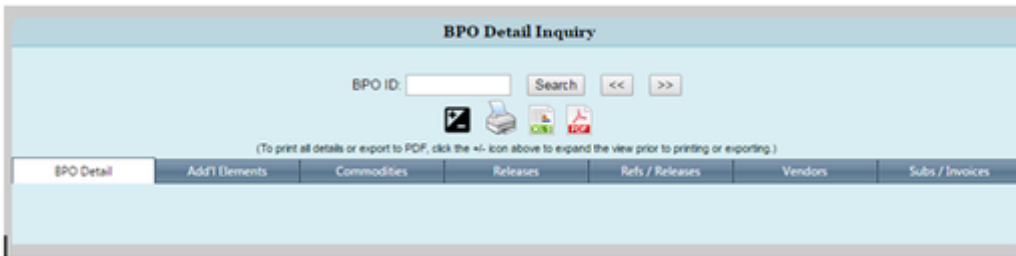 BPO Detail Inquiry
BPO ID: Search << >>
+/- PDF
(To print all details or export to PDF, click the +/- icon above to expand the view prior to printing or exporting.)
BPO Detail Add'l Elements Commodities Releases Refs / Releases Vendors Subs / Invoices